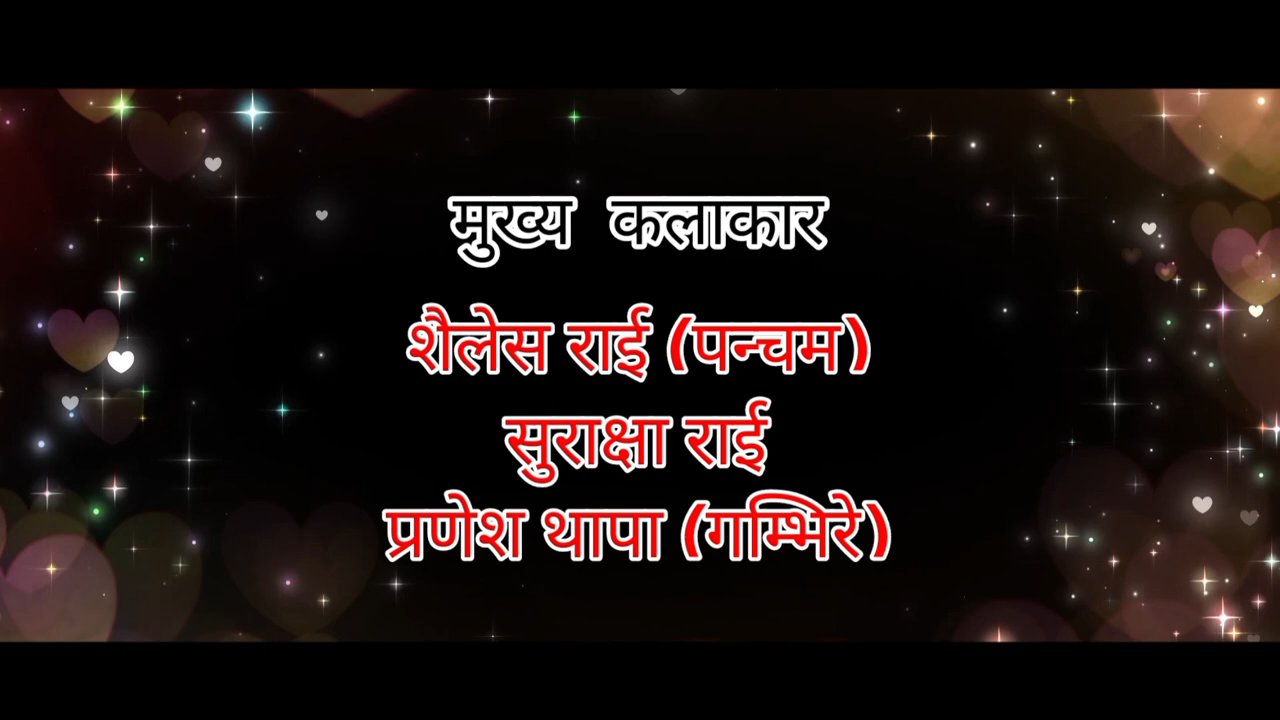 मुख्य कलाकार
शैलेस राई (पन्चम)
सुराक्षा राई
प्रणेश थापा (गम्भिरे)